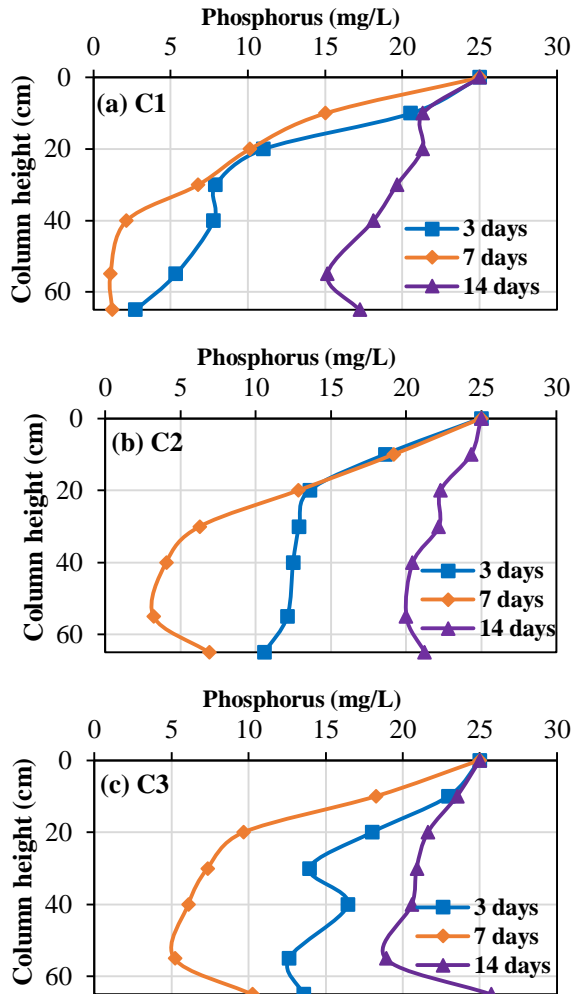 Phosphorus (mg/L)
0 5 10 15 20 25 30
0
20
40
60
Column height (cm)
(a) C1
3 days
7 days
14 days
Phosphorus (mg/L)
0 5 10 15 20 25 30
0
20
40
60
Column height (cm)
(b) C2
3 days
7 days
14 days
Phosphorus (mg/L)
0 5 10 15 20 25 30
0
20
40
60
Column height (cm)
(c) C3
3 days
7 days
14 days